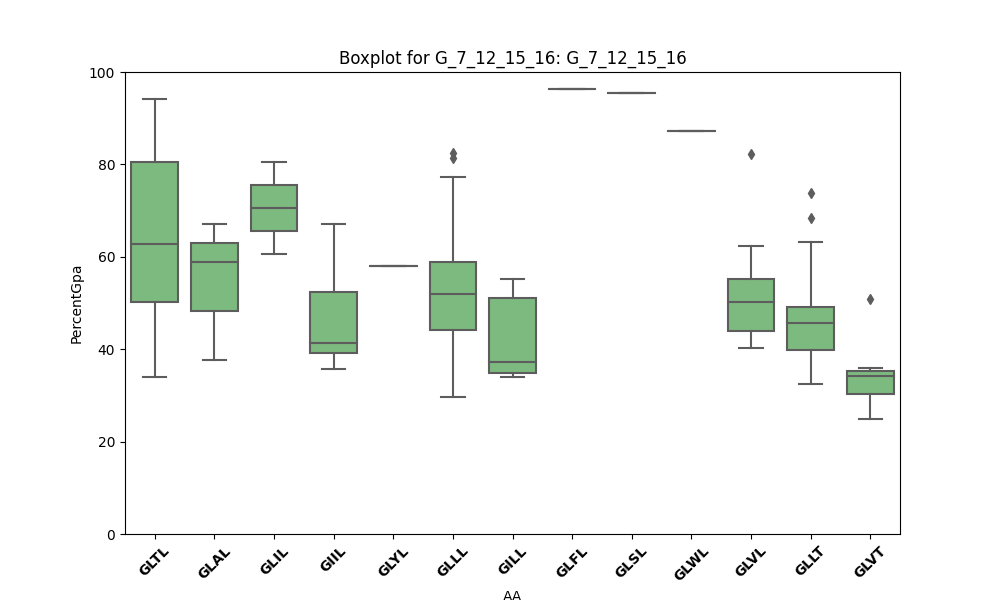 Boxplot for G_7_12_15_16: G_7_12_15_16
PercentGpa
100
80
60
40
20
0
GLTL
GLAL
GLIL
GIIL
GLYL
GLLL
GILL
GLFL
GLSL
GLWL
GLVL
GLLT
GLVT
AA